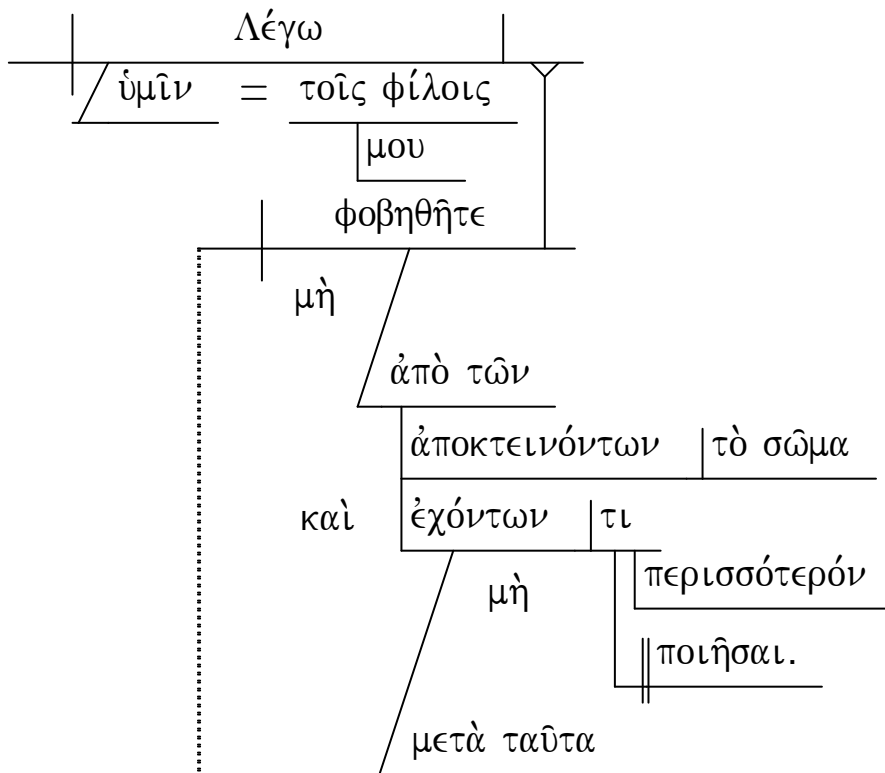 Λέγω
ὑμῖν = τοῖς φίλοις
μου
φοβηθῆτε
μὴ
ἀπὸ τῶν
ἀποκτεινόντων τὸ σῶμα
καὶ ἐχόντων τι
μὴ περισσότερόν
ποιῆσαι.
μετὰ ταῦτα